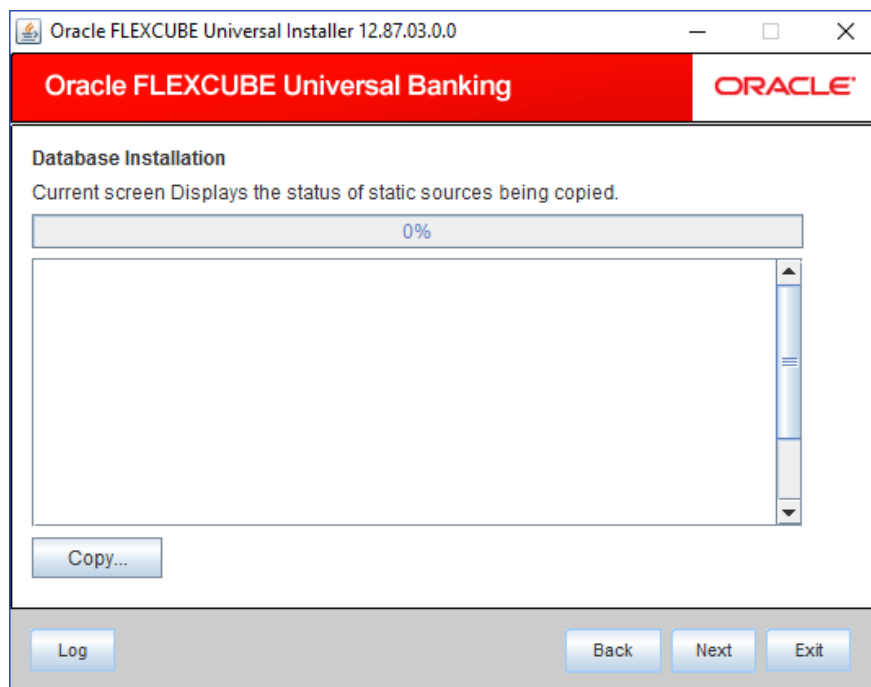 Oracle FLEXCUBE Universal Installer 12.87.03.0.0
Oracle FLEXCUBE Universal Banking
ORACLE
Database Installation
Current screen Displays the status of static sources being copied.
0%
Copy...
Log Back Next Exit